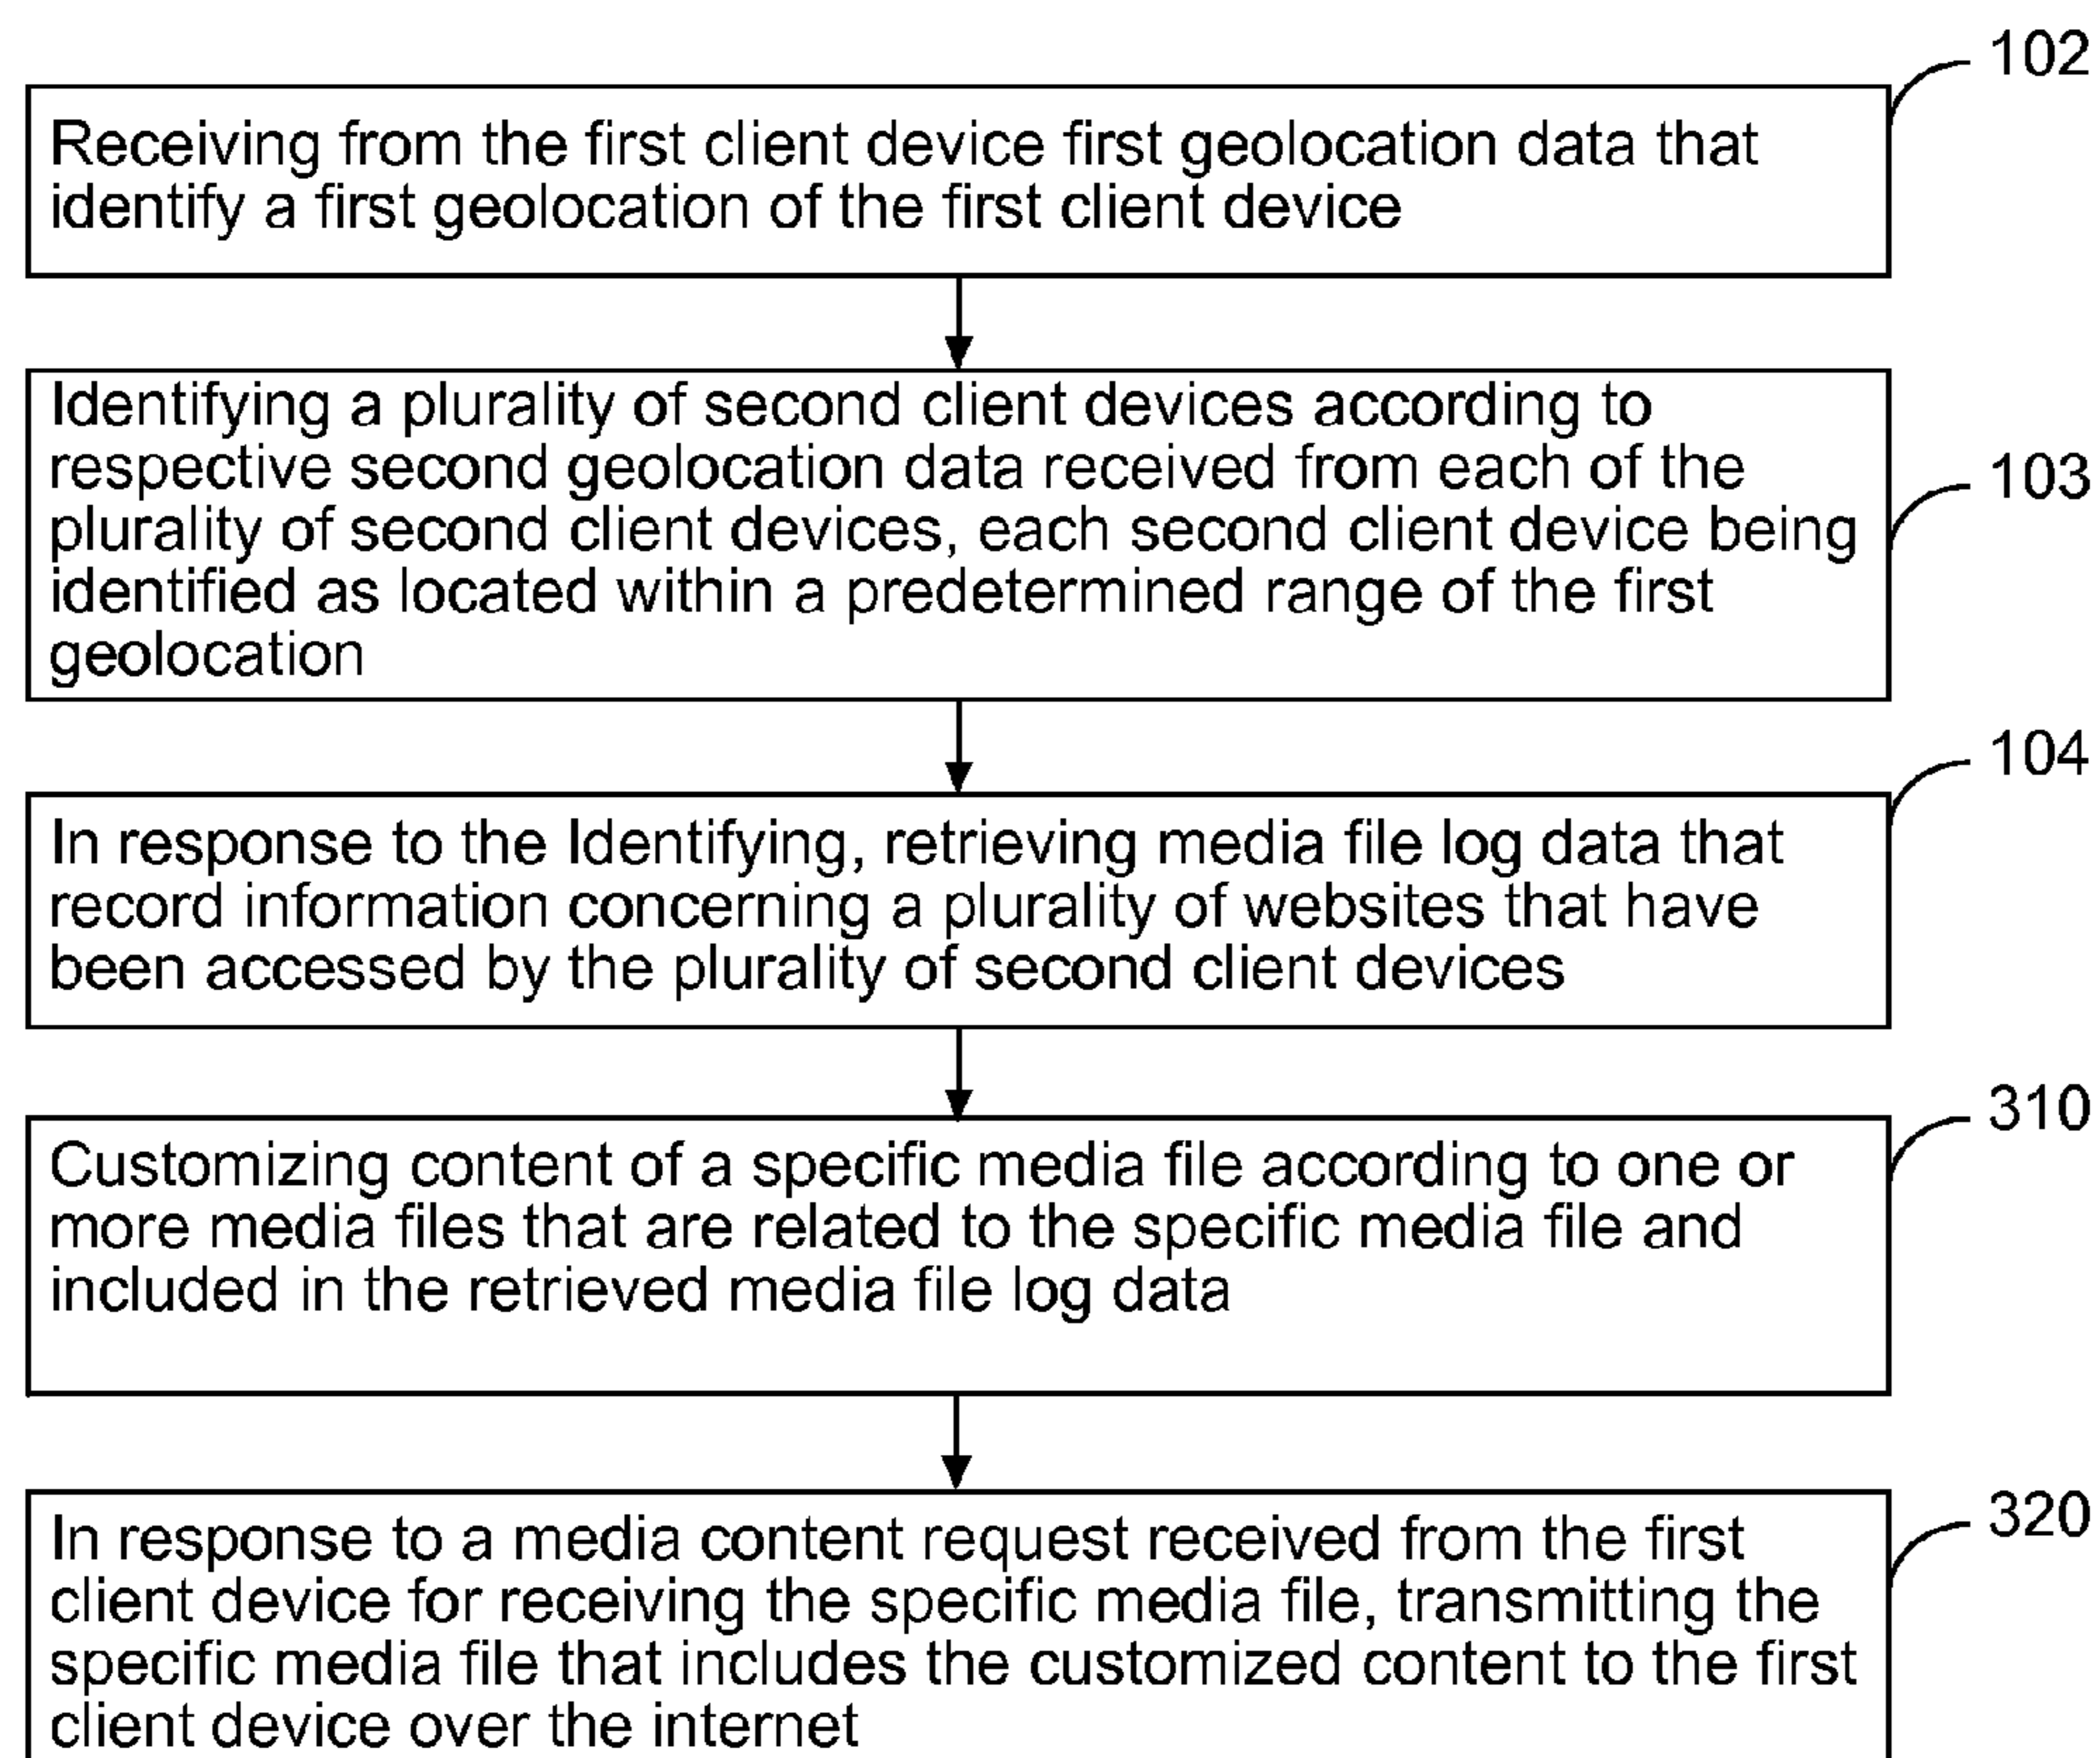 102
Receiving from the first client device first geolocation data that
identify a first geolocation of the first client device
Identifying a plurality of second client devices according to
respective second geolocation data received from each of the
plurality of second client devices, each second client device being
identified as located within a predetermined range of the first
geolocation
103
104
In response to the Identifying, retrieving media file log data that
record information concerning a plurality of websites that have
been accessed by the plurality of second client devices
310
Customizing content of a specific media file according to one or
more media files that are related to the specific media file and
included in the retrieved media file log data
320
In response to a media content request received from the first
client device for receiving the specific media file, transmitting the
specific media file that includes the customized content to the first
client device over the internet